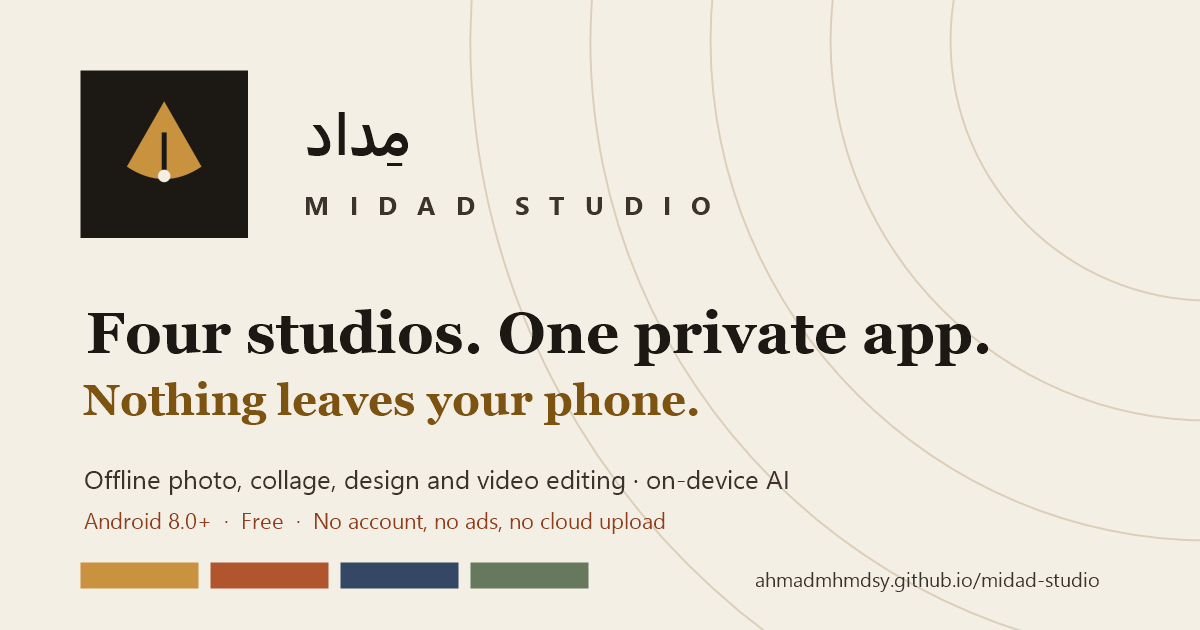 مِداد
MIDAD STUDIO
Four studios. One private app.
Nothing leaves your phone.
Offline photo, collage, design and video editing · on-device AI
Android 8.0+ · Free · No account, no ads, no cloud upload
ahmadmhmdsy.github.io/midad-studio